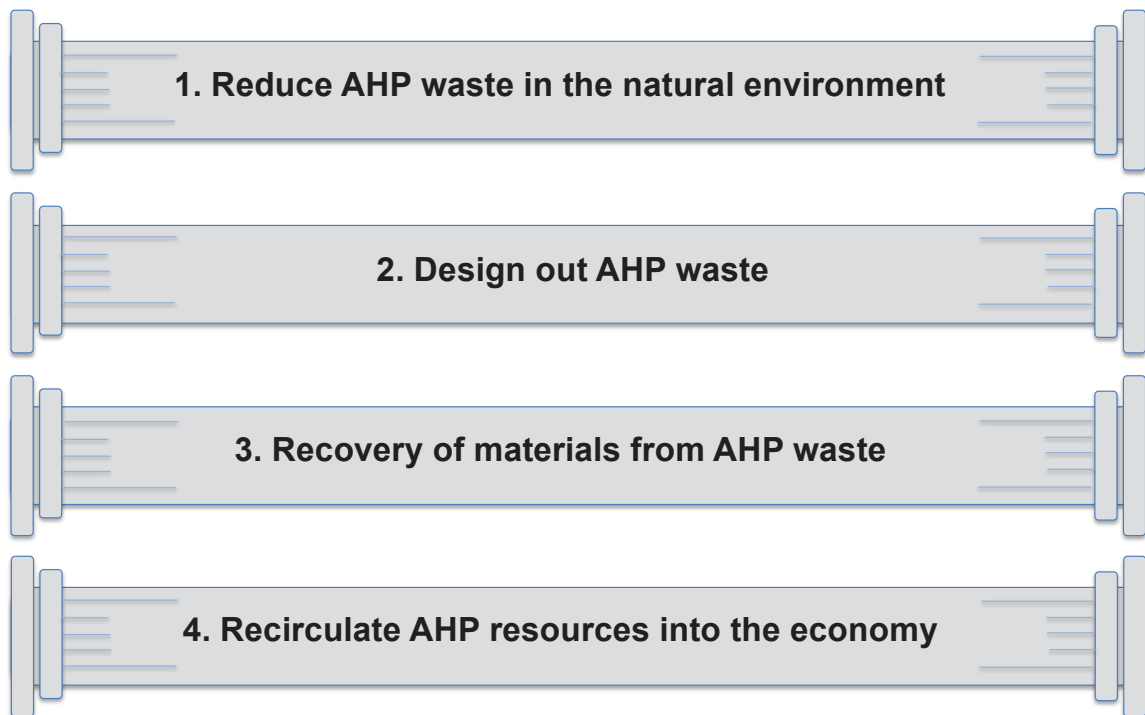 1. Reduce AHP waste in the natural environment
2. Design out AHP waste
3. Recovery of materials from AHP waste
4. Recirculate AHP resources into the economy